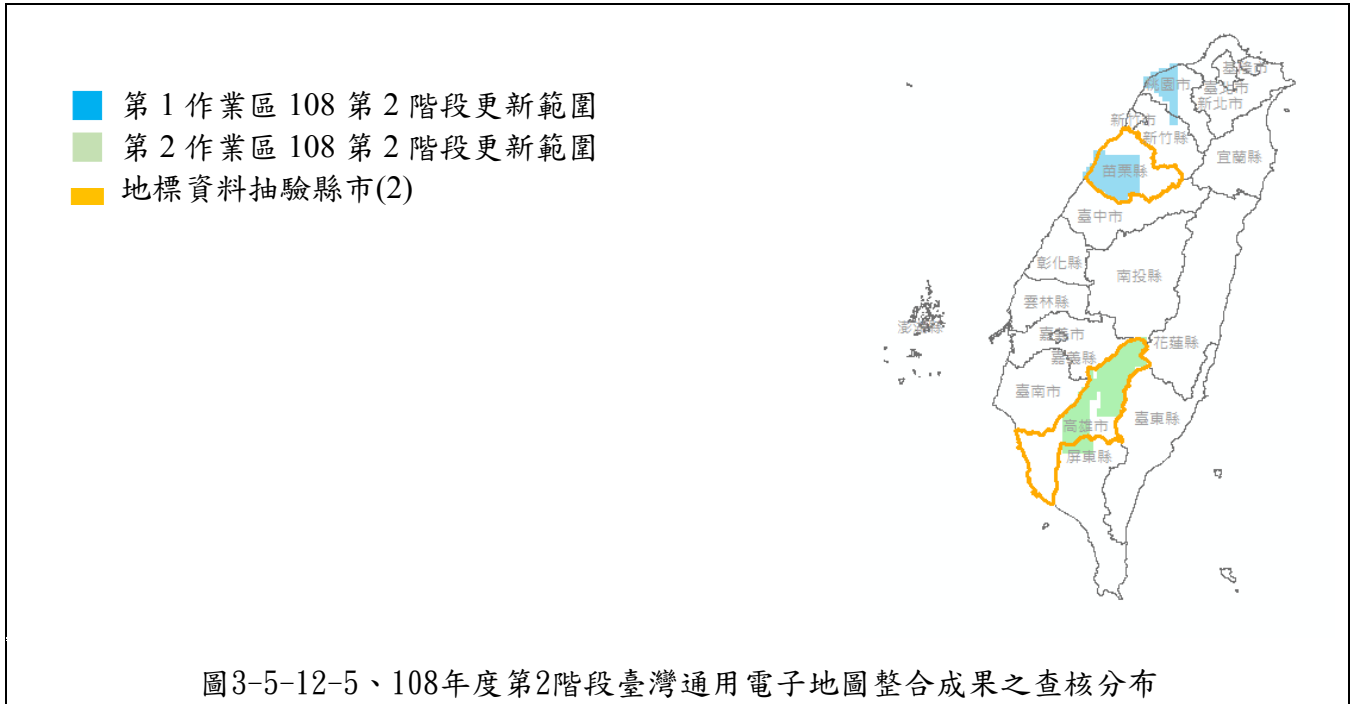 第 1 作業區 108 第 2 階段更新範圍
第 2 作業區 108 第 2 階段更新範圍
地標資料抽驗縣市(2)
基隆市
桃園市
臺北市
新北市
新竹市
新竹縣
宜蘭縣
苗栗縣
臺中市
彰化縣
南投縣
雲林縣
嘉義市
花蓮縣
嘉義縣
臺南市
高雄市
臺東縣
屏東縣
圖3-5-12-5、108年度第2階段臺灣通用電子地圖整合成果之查核分布